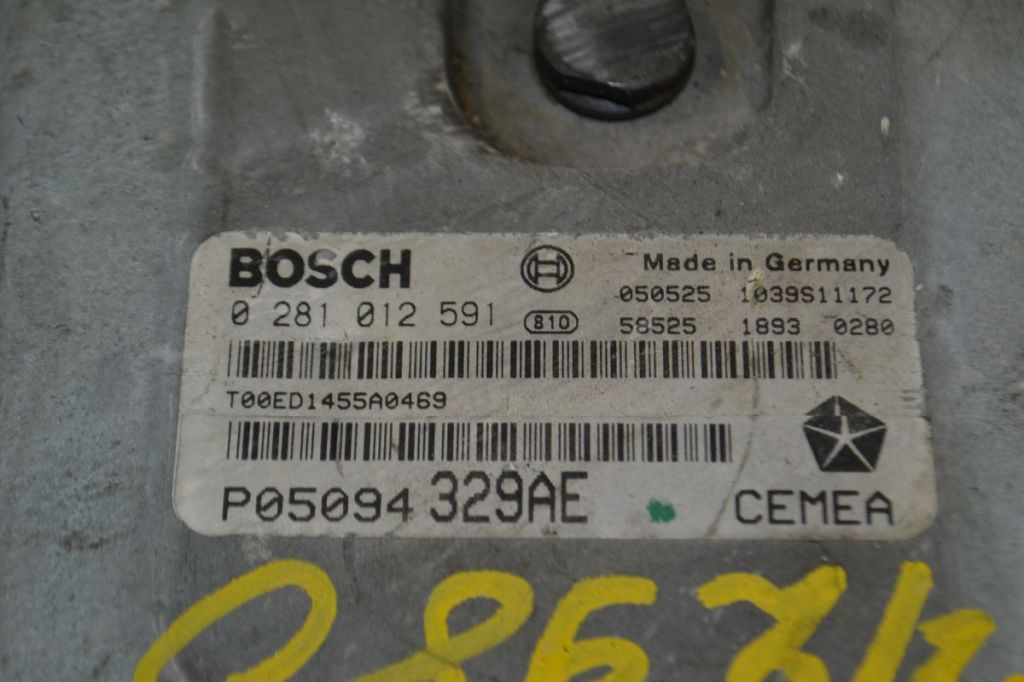 BOSCH
Made in Germany
050525 1039S11172
0 281 012 591
810
58525 1893 0280
T00ED1455A0469
P05094 329AE
CEMEA